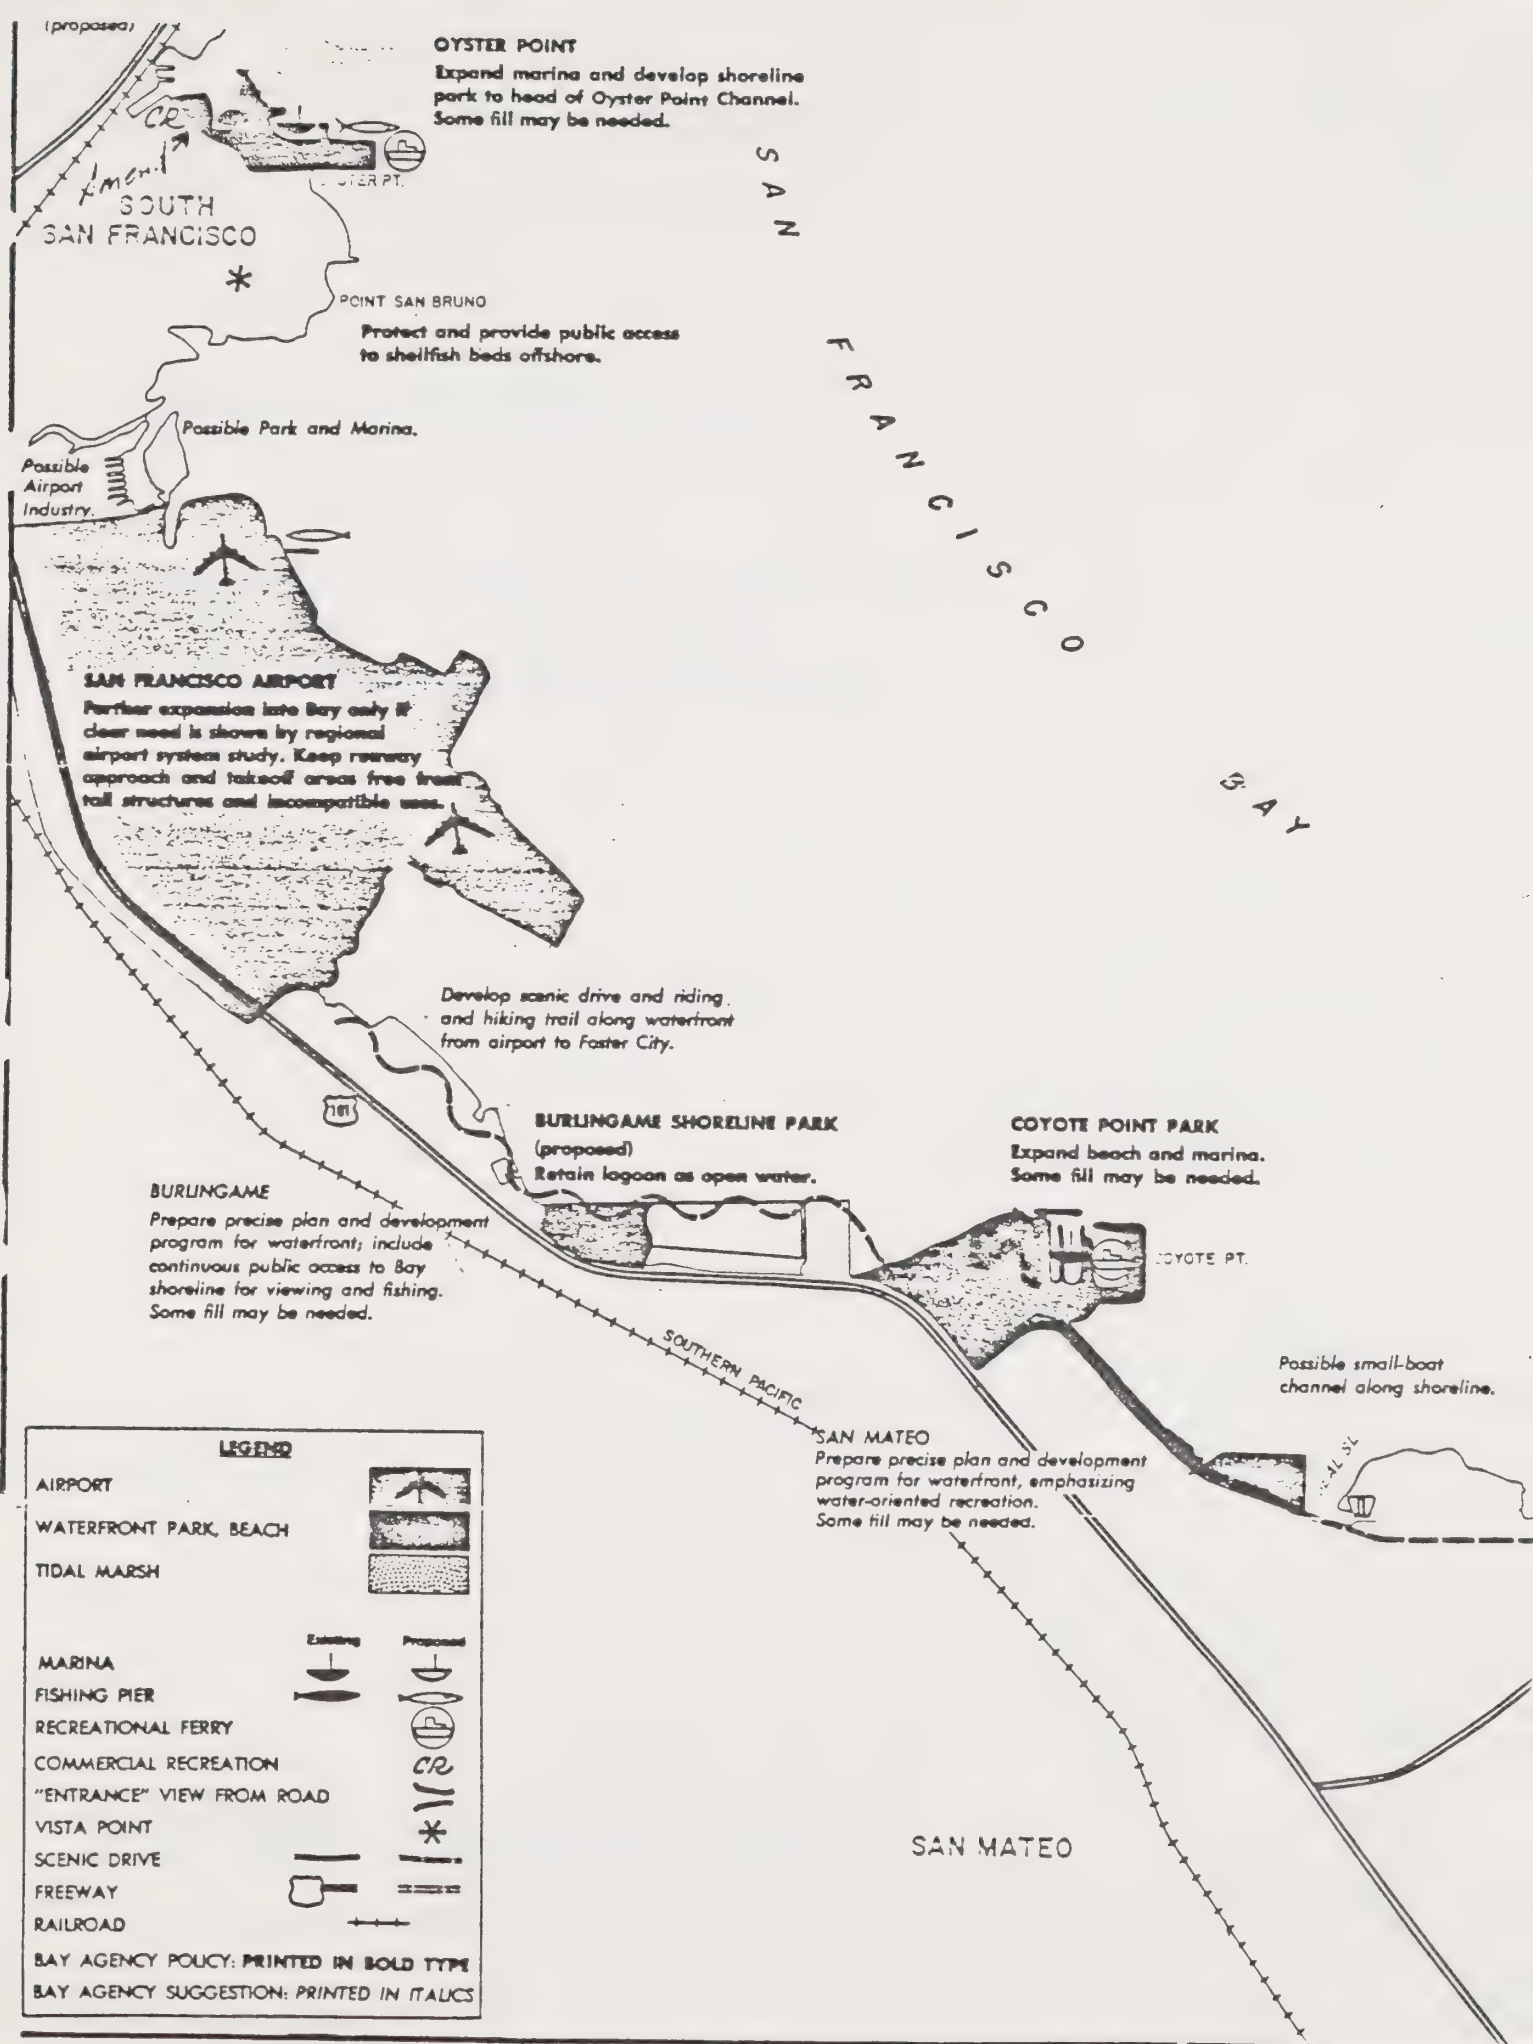 (proposed)
OYSTER POINT
Expand marina and develop shoreline
park to head of Oyster Point Channel.
Some fill may be needed.
CR
Amend
SOUTH
SAN FRANCISCO
POINT SAN BRUNO
Protect and provide public access
to shellfish beds offshore.
SAN
FRANCISCO
BAY
Possible Park and Marina.
Possible
Airport
Industry.
SAN FRANCISCO AIRPORT
Further expansion into Bay only if
clear need is shown by regional
airport system study. Keep runway
approach and takeoff areas free from
tall structures and incompatible uses.
Develop scenic drive and riding
and hiking trail along waterfront
from airport to Foster City.
101
BURLINGAME SHORELINE PARK
(proposed)
Retain lagoon as open water.
COYOTE POINT PARK
Expand beach and marina.
Some fill may be needed.
BURLINGAME
Prepare precise plan and development
program for waterfront; include
continuous public access to Bay
shoreline for viewing and fishing.
Some fill may be needed.
PT.
SOUTHERN PACIFIC
Possible small-boat
channel along shoreline.
SAN MATEO
Prepare precise plan and development
program for waterfront, emphasizing
water-oriented recreation.
Some fill may be needed.
SAN MATEO
LEGEND
AIRPORT
WATERFRONT PARK, BEACH
TIDAL MARSH
Existing Proposed
MARINA
FISHING PIER
RECREATIONAL FERRY
COMMERCIAL RECREATION CR
"ENTRANCE" VIEW FROM ROAD
VISTA POINT
SCENIC DRIVE
FREEWAY
RAILROAD
BAY AGENCY POLICY: PRINTED IN BOLD TYPE
BAY AGENCY SUGGESTION: PRINTED IN ITALICS